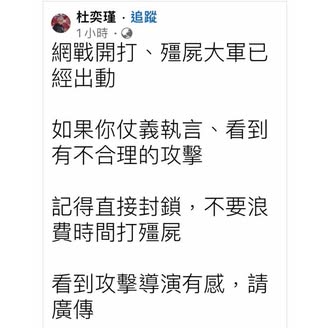 杜奕瑾・追蹤
1小時・
網戰開打、殭屍大軍已
經出動
如果你仗義執言、看到
有不合理的攻擊
記得直接封鎖，不要浪
費時間打殭屍
看到攻擊導演有感，請
廣傳